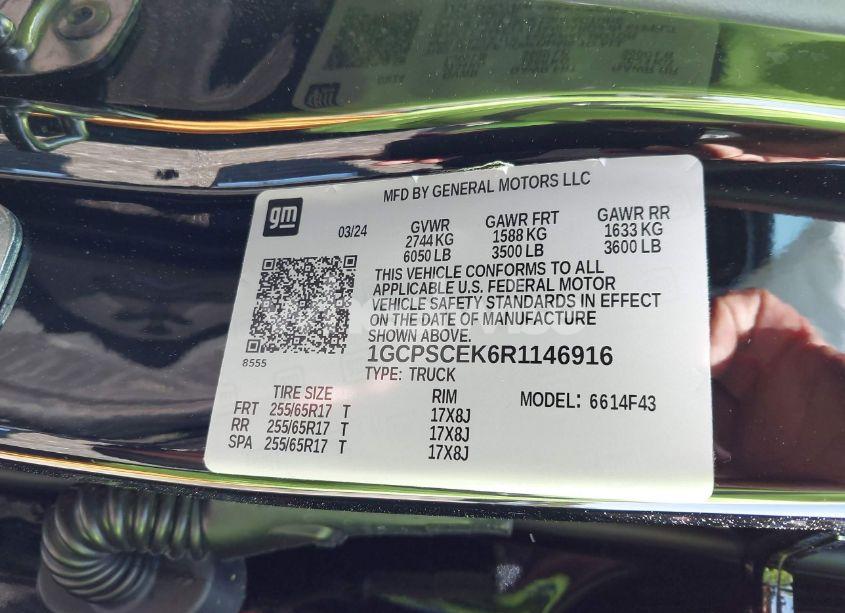 MFD BY GENERAL MOTORS LLC
gm
03/24
GVWR GAWR FRT GAWR RR
2744 KG 1588 KG 1633 KG
6050 LB 3500 LB 3600 LB
THIS VEHICLE CONFORMS TO ALL
APPLICABLE U.S. FEDERAL MOTOR
VEHICLE SAFETY STANDARDS IN EFFECT
ON THE DATE OF MANUFACTURE
SHOWN ABOVE.
8555
1GCPSCEK6R1146916
TYPE: TRUCK
TIRE SIZE RIM MODEL: 6614F43
FRT 255/65R17 T 17X8J
RR 255/65R17 T 17X8J
SPA 255/65R17 T 17X8J